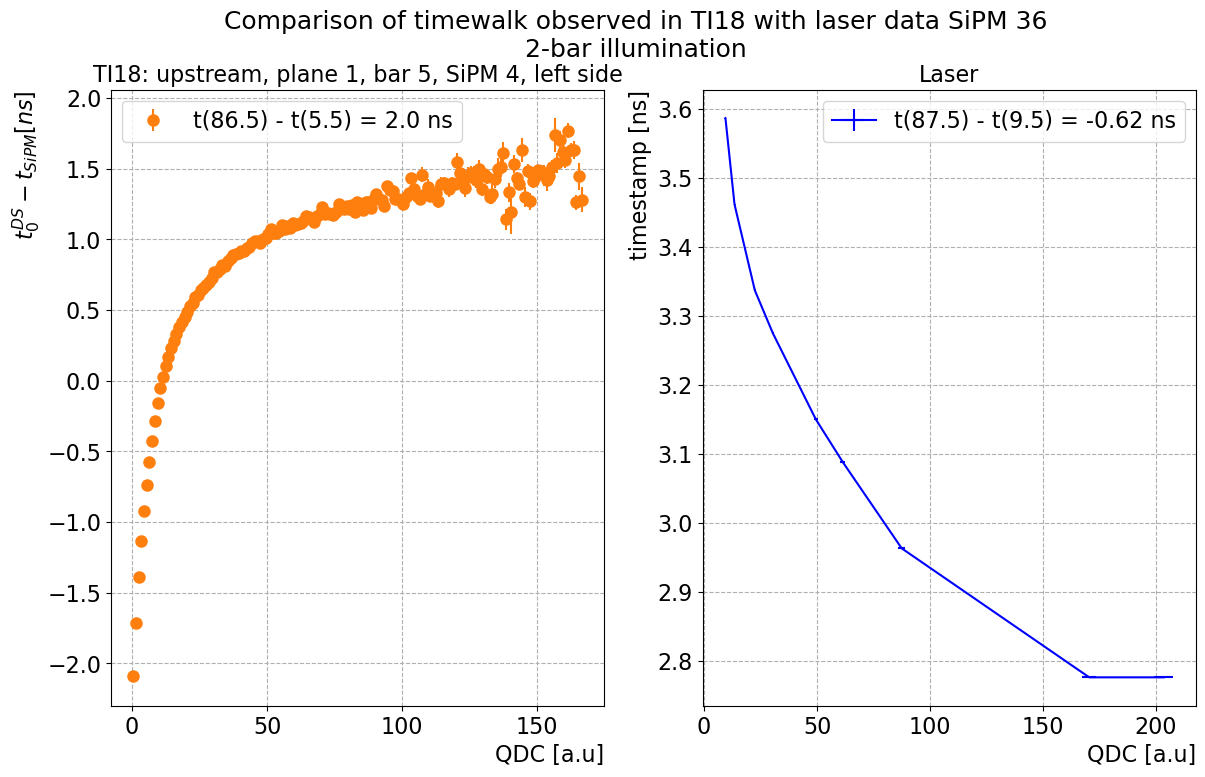 Comparison of timewalk observed in TI18 with laser data SiPM 36
2-bar illumination
TI18: upstream, plane 1, bar 5, SiPM 4, left side
t(86.5) - t(5.5) = 2.0 ns
t_0^{DS} − t_{SiPM}[ns]
2.0
1.5
1.0
0.5
0.0
−0.5
−1.0
−1.5
−2.0
0 50 100 150
QDC [a.u]
Laser
t(87.5) - t(9.5) = -0.62 ns
timestamp [ns]
3.6
3.5
3.4
3.3
3.2
3.1
3.0
2.9
2.8
0 50 100 150 200
QDC [a.u]